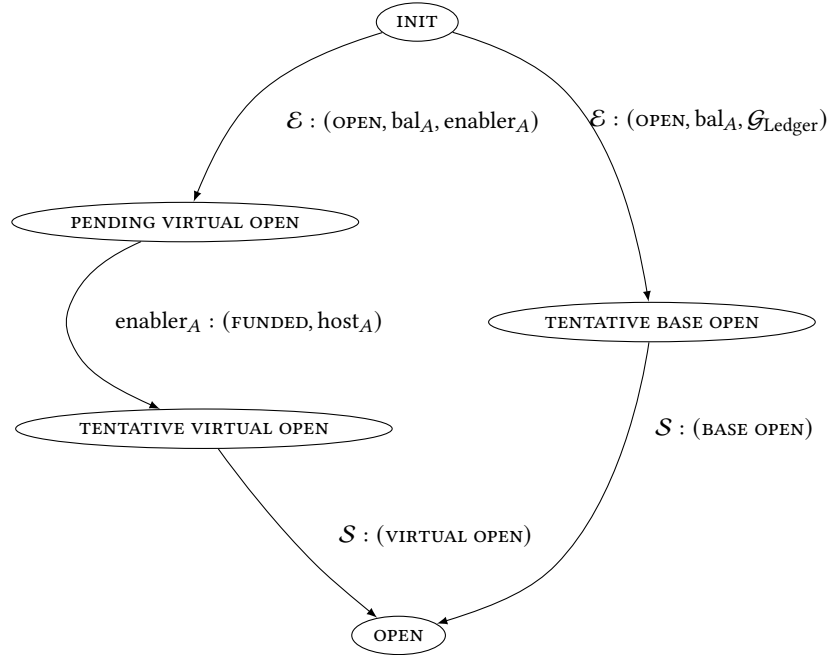 INIT
ℰ : (OPEN, bal_A, enabler_A)
ℰ : (OPEN, bal_A, 𝒢_Ledger)
PENDING VIRTUAL OPEN
enabler_A : (FUNDED, host_A)
TENTATIVE BASE OPEN
TENTATIVE VIRTUAL OPEN
𝒮 : (BASE OPEN)
𝒮 : (VIRTUAL OPEN)
OPEN